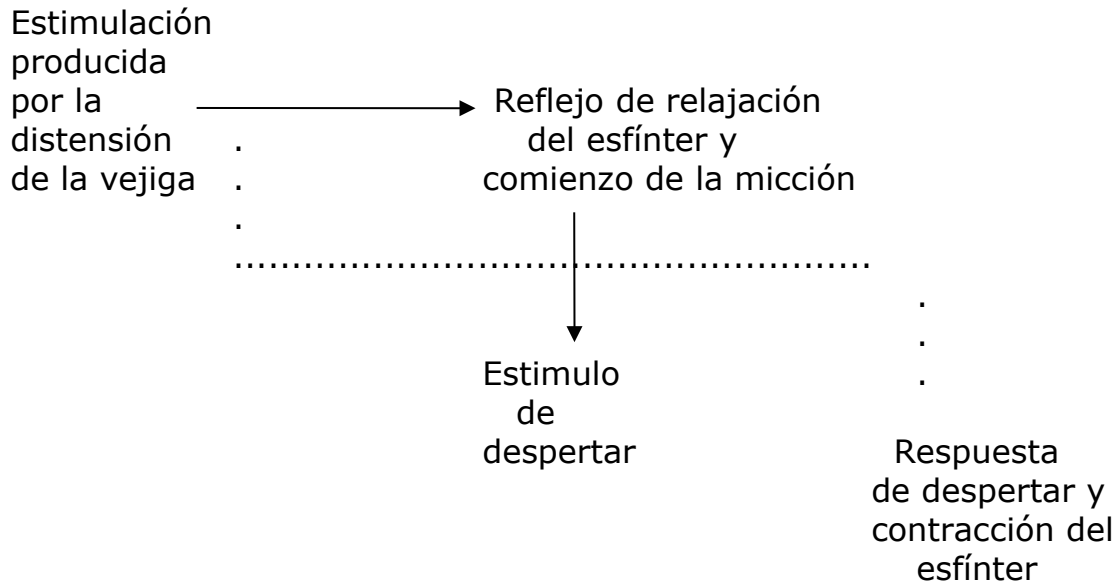 Estimulación
producida
por la
distensión
de la vejiga
Reflejo de relajación
del esfínter y
comienzo de la micción
Estimulo
de
despertar
Respuesta
de despertar y
contracción del
esfínter